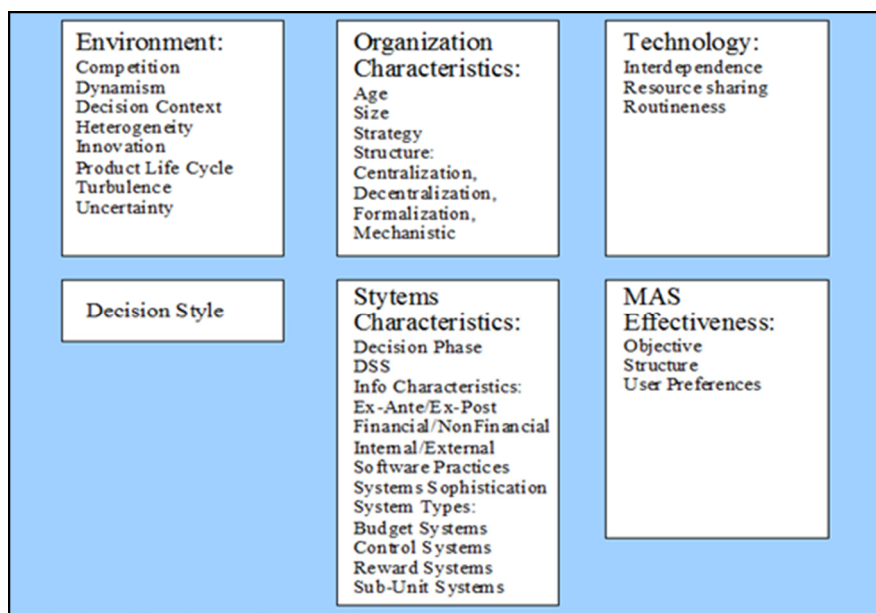 Environment:
Competition
Dynamism
Decision Context
Heterogeneity
Innovation
Product Life Cycle
Turbulence
Uncertainty
Organization
Characteristics:
Age
Size
Strategy
Structure:
Centralization,
Decentralization,
Formalization,
Mechanistic
Technology:
Interdependence
Resource sharing
Routineness
Decision Style
Stytems
Characteristics:
Decision Phase
DSS
Info Characteristics:
Ex-Ante/Ex-Post
Financial/NonFinancial
Internal/External
Software Practices
Systems Sophistication
System Types:
Budget Systems
Control Systems
Reward Systems
Sub-Unit Systems
MAS
Effectiveness:
Objective
Structure
User Preferences